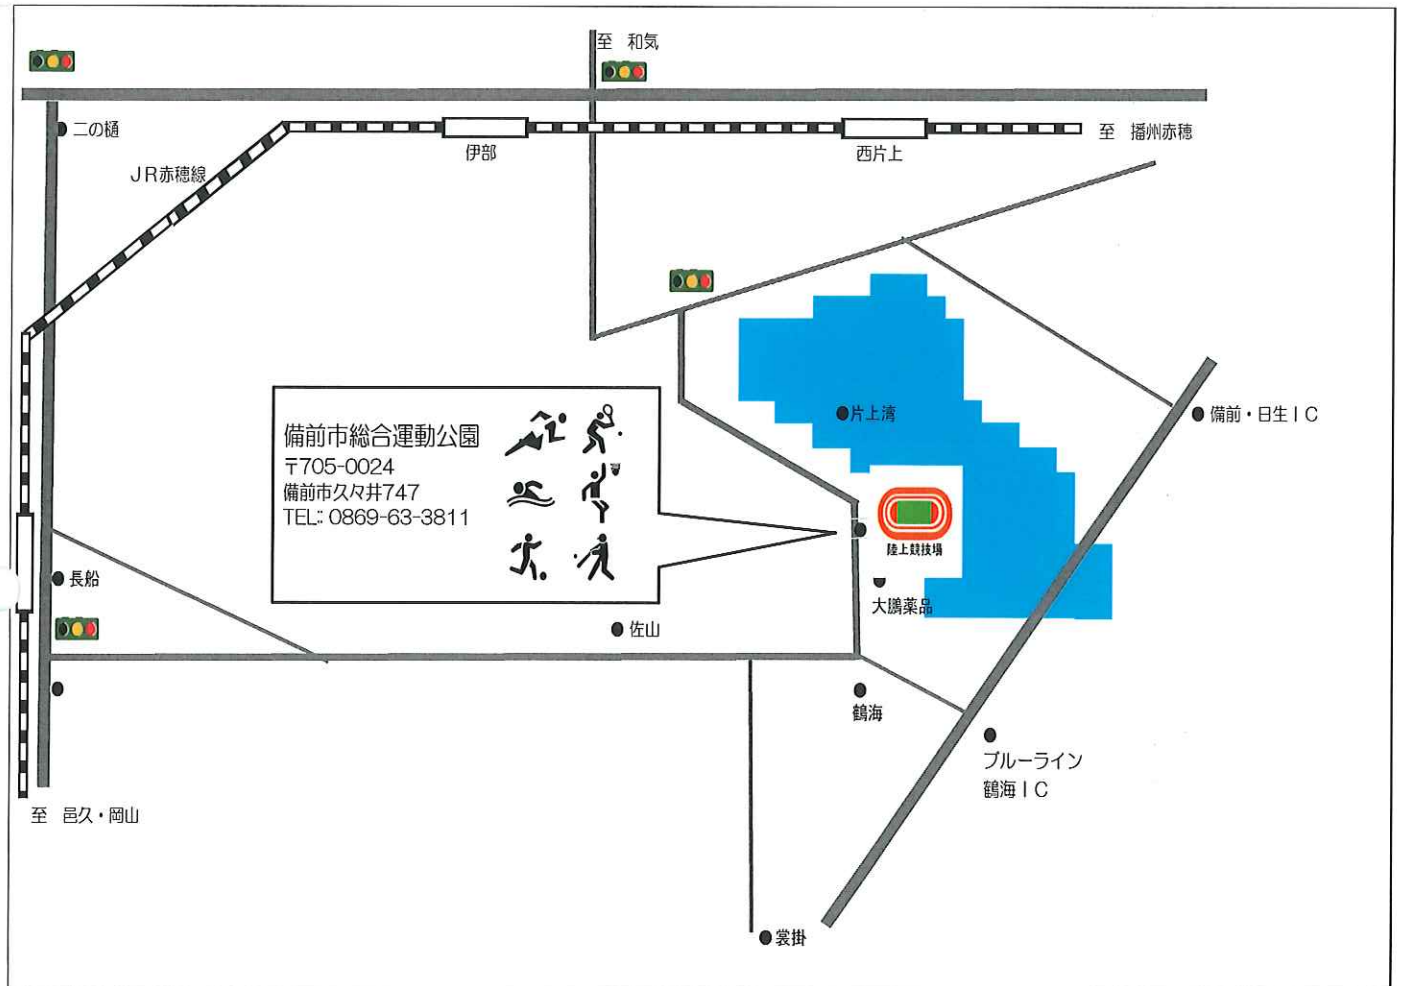 至 和気
二の樋
至 播州赤穂
伊部
西片上
JR赤穂線
片上湾
備前・日生IC
備前市総合運動公園
〒705-0024
備前市久々井747
TEL: 0869-63-3811
陸上競技場
長船
大鵬薬品
佐山
鶴海
ブルーライン
鶴海IC
至 邑久・岡山
裳掛